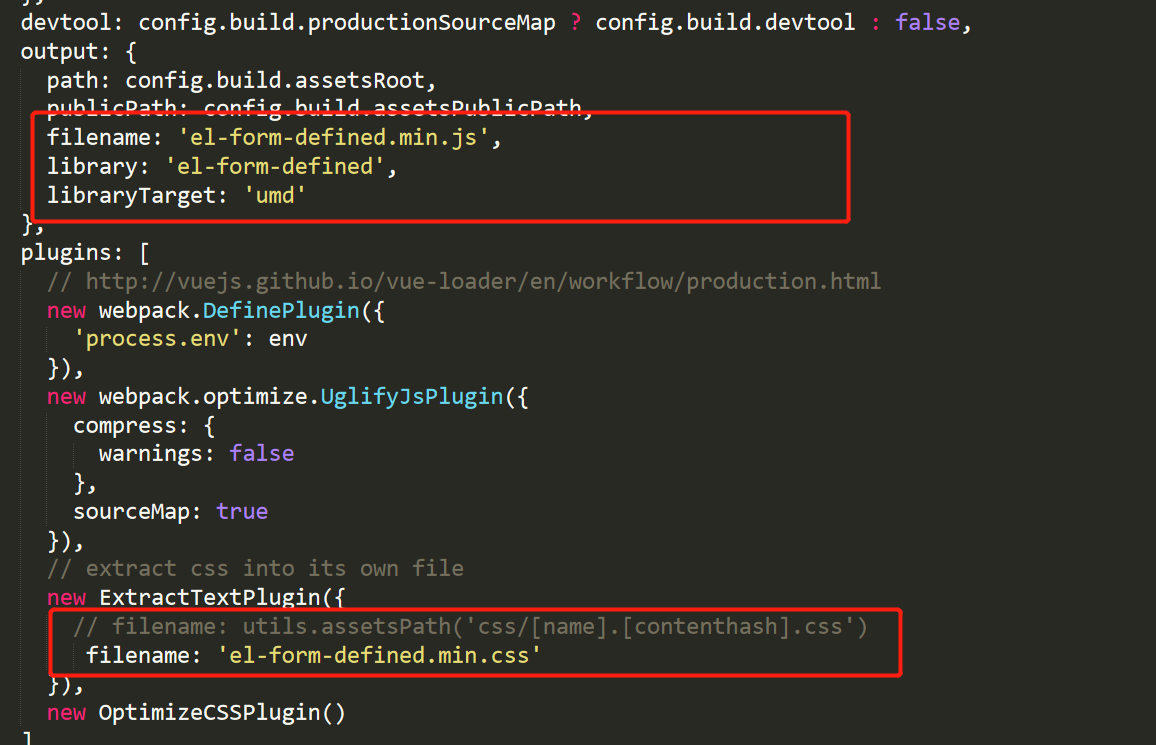 devtool: config.build.productionSourceMap ? config.build.devtool : false,
output: {
path: config.build.assetsRoot,
publicPath: config.build.assetsPublicPath,
filename: 'el-form-defined.min.js',
library: 'el-form-defined',
libraryTarget: 'umd'
},
plugins: [
// http://vuejs.github.io/vue-loader/en/workflow/production.html
new webpack.DefinePlugin({
'process.env': env
}),
new webpack.optimize.UglifyJsPlugin({
compress: {
warnings: false
},
sourceMap: true
}),
// extract css into its own file
new ExtractTextPlugin({
// filename: utils.assetsPath('css/[name].[contenthash].css')
filename: 'el-form-defined.min.css'
}),
new OptimizeCSSPlugin()
]